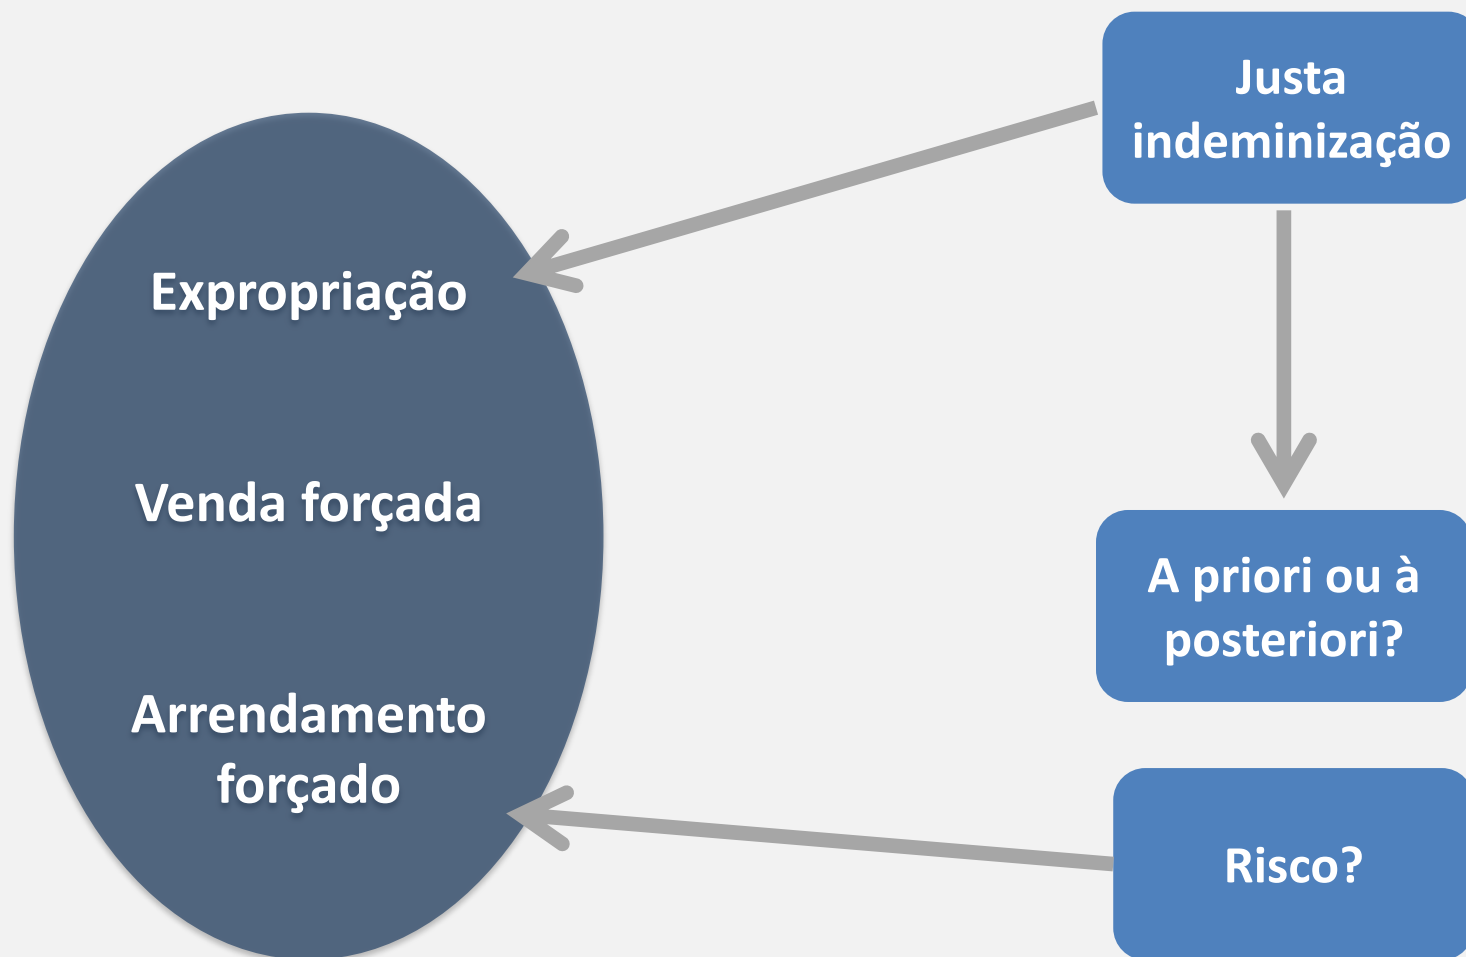 Justa
indeminização
Expropriação
Venda forçada
A priori ou à
posteriori?
Arrendamento
forçado
Risco?